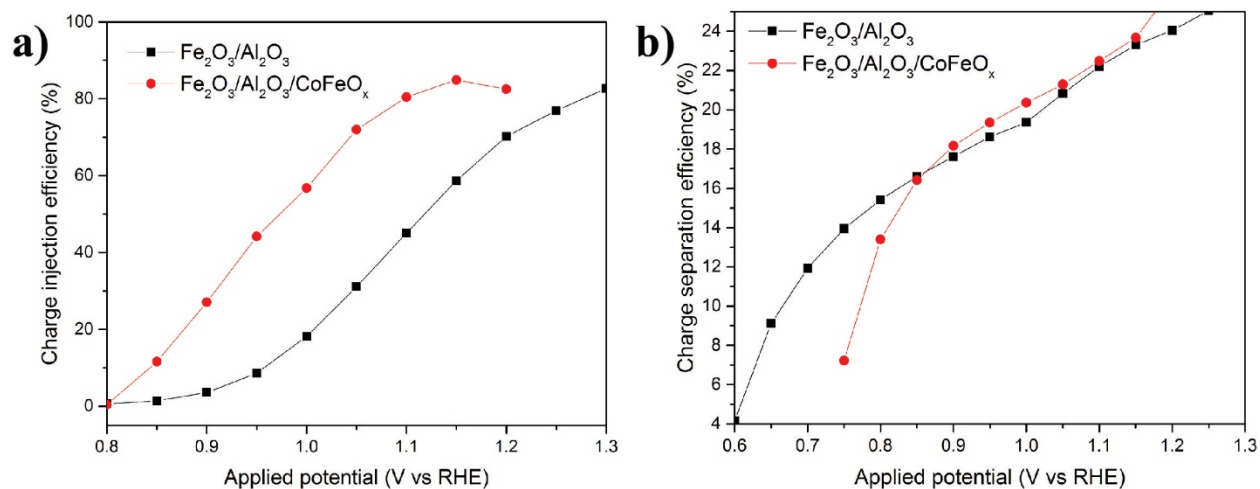 a)
Fe₂O₃/Al₂O₃
Fe₂O₃/Al₂O₃/CoFeOₓ
Charge injection efficiency (%)
100
80
60
40
20
0
0.8 0.9 1.0 1.1 1.2 1.3
Applied potential (V vs RHE)
b)
Fe₂O₃/Al₂O₃
Fe₂O₃/Al₂O₃/CoFeOₓ
Charge separation efficiency (%)
24
22
20
18
16
14
12
10
8
6
4
0.6 0.7 0.8 0.9 1.0 1.1 1.2 1.3
Applied potential (V vs RHE)